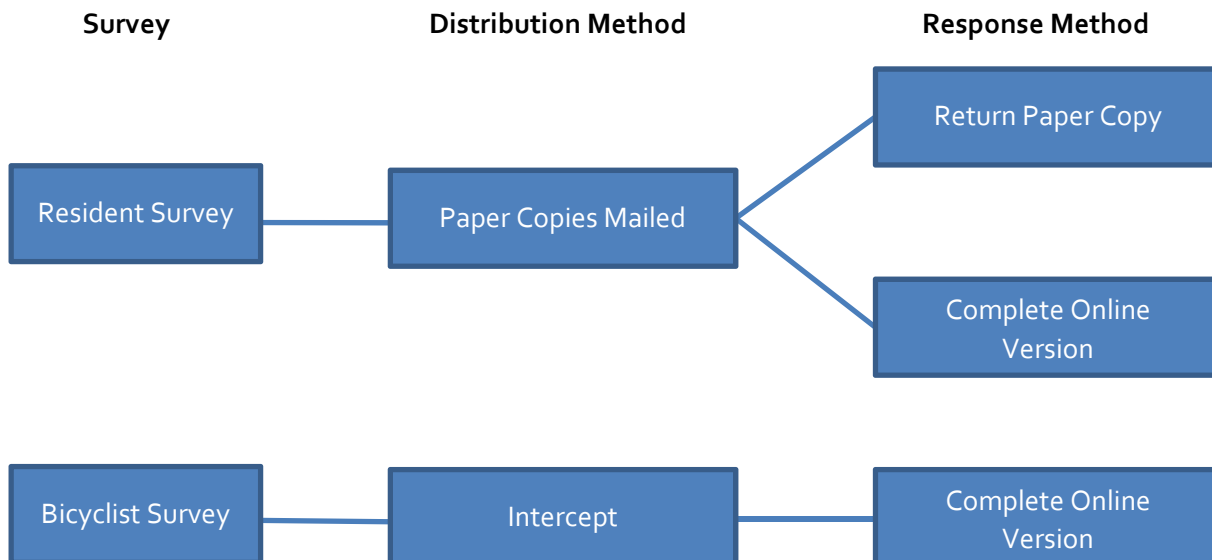 Survey
Distribution Method
Response Method
Return Paper Copy
Resident Survey
Paper Copies Mailed
Complete Online
Version
Bicyclist Survey
Intercept
Complete Online
Version